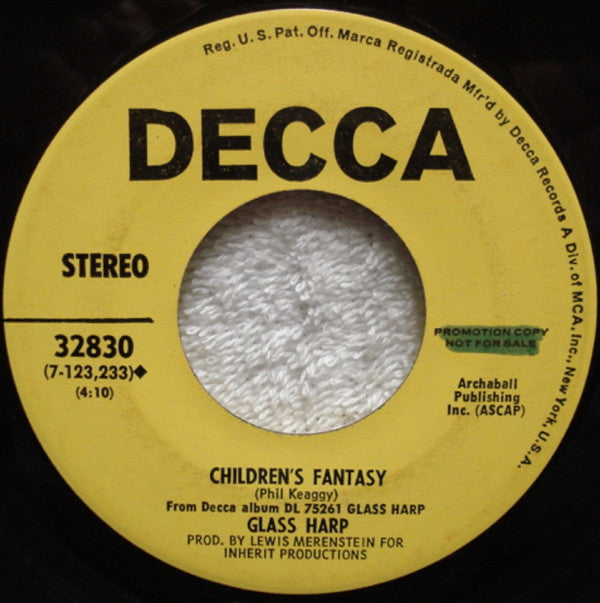 Reg. U. S. Pat. Off. Marca Registrada Mfr'd by Decca Records A Div. of MCA, Inc., New York, U.S.A.
DECCA
STEREO
32830
(7-123,233)◆
(4:10)
PROMOTION COPY
NOT FOR SALE
Archaball
Publishing
Inc. (ASCAP)
CHILDREN'S FANTASY
(Phil Keaggy)
From Decca album DL 75261 GLASS HARP
GLASS HARP
PROD. BY LEWIS MERENSTEIN FOR
INHERIT PRODUCTIONS